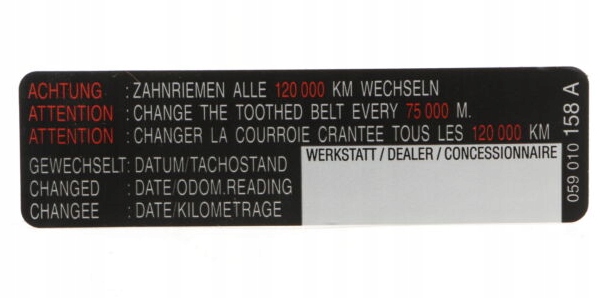 ACHTUNG : ZAHNRIEMEN ALLE 120 000 KM WECHSELN
ATTENTION : CHANGE THE TOOTHED BELT EVERY 75 000 M.
ATTENTION : CHANGER LA COURROIE CRANTEE TOUS LES 120 000 KM
GEWECHSELT: DATUM/TACHOSTAND
CHANGED : DATE/ODOM.READING
CHANGEE : DATE/KILOMETRAGE
WERKSTATT / DEALER / CONCESSIONNAIRE
059 010 158 A